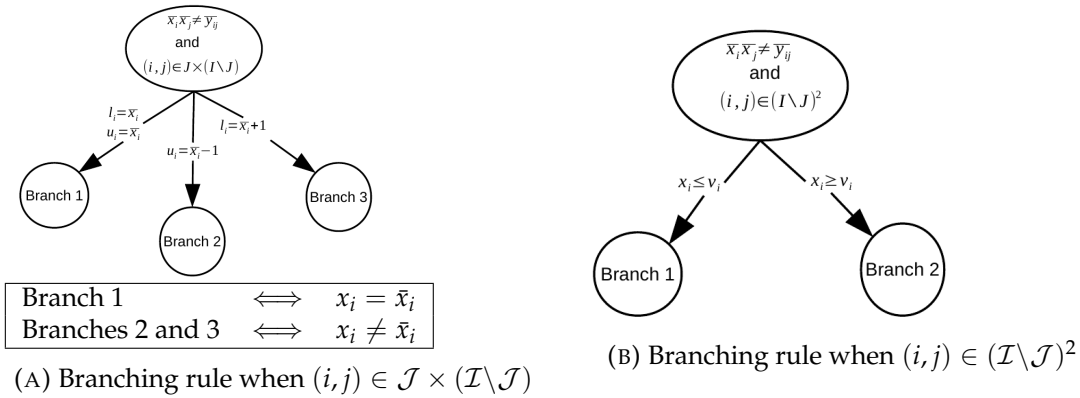 x̄ᵢx̄ⱼ≠ȳᵢⱼ
and
(i,j)∈J×(I\J)
lᵢ=x̄ᵢ
uᵢ=x̄ᵢ
uᵢ=x̄ᵢ−1
lᵢ=x̄ᵢ+1
Branch 1
Branch 2
Branch 3
Branch 1 ⟺ xᵢ = x̄ᵢ
Branches 2 and 3 ⟺ xᵢ ≠ x̄ᵢ
(A) Branching rule when (i, j) ∈ 𝒥 × (ℐ\𝒥)
x̄ᵢx̄ⱼ≠ȳᵢⱼ
and
(i,j)∈(I\J)²
xᵢ≤vᵢ
xᵢ≥vᵢ
Branch 1
Branch 2
(B) Branching rule when (i, j) ∈ (ℐ\𝒥)²